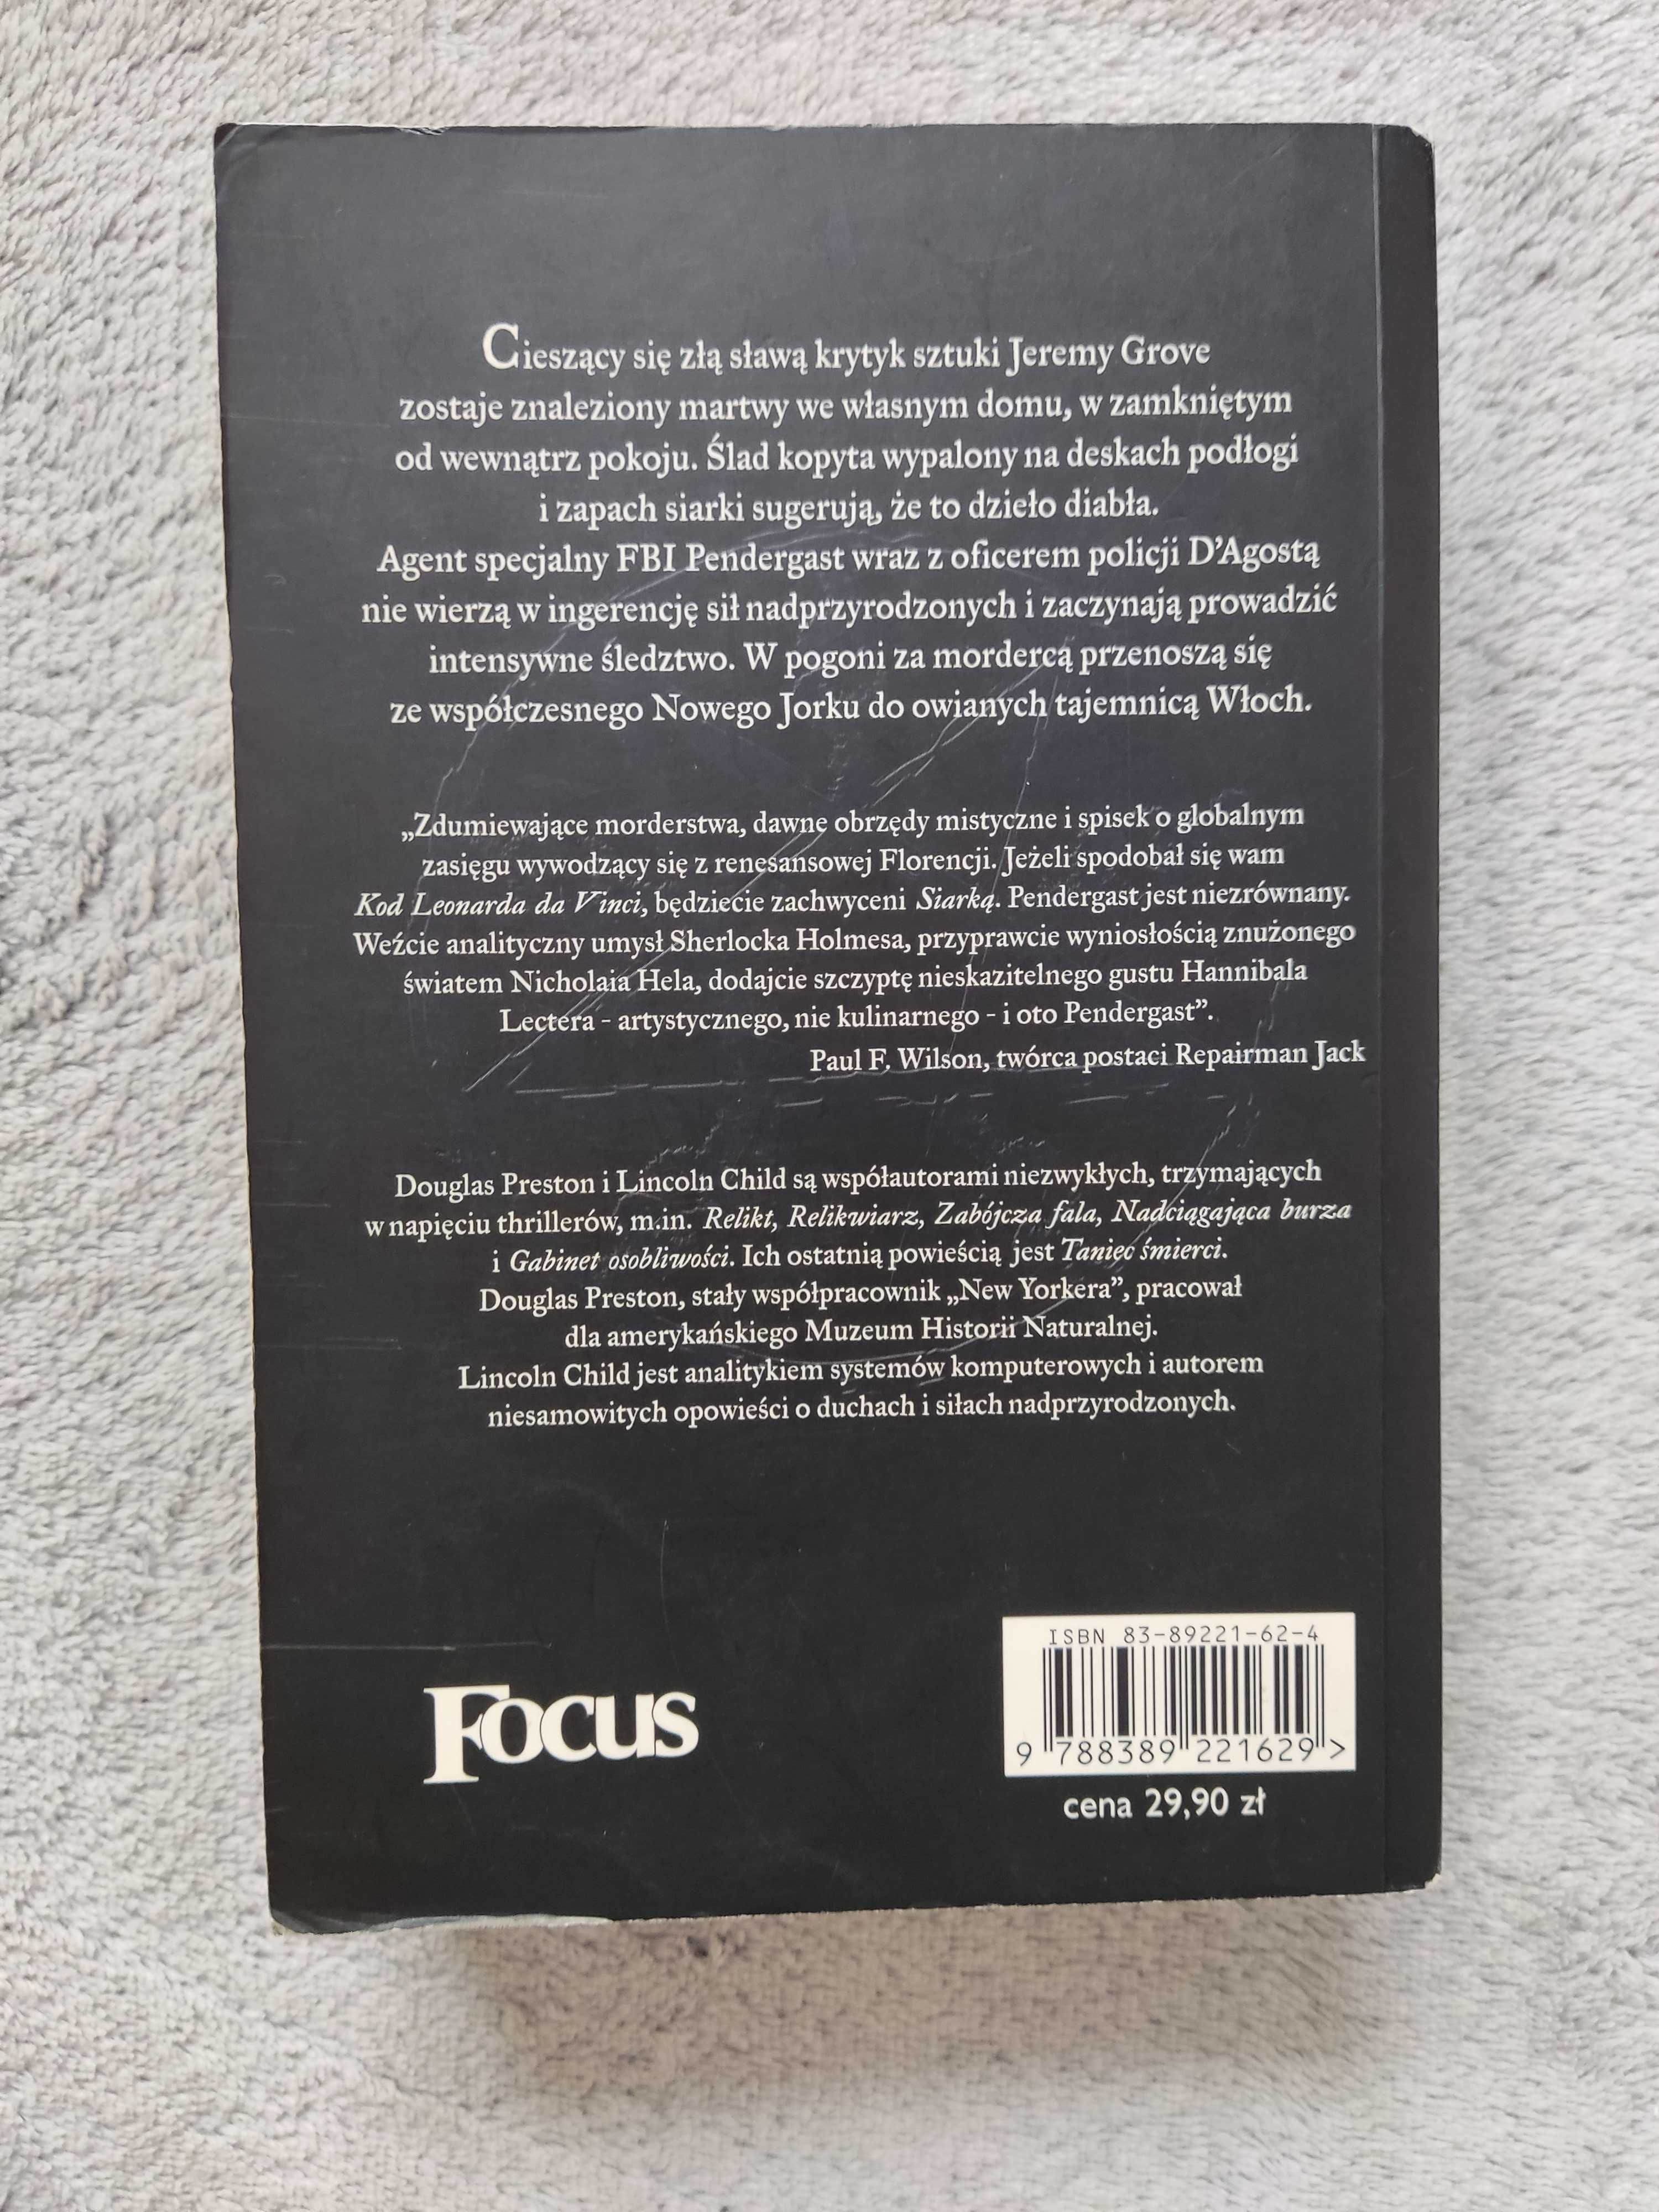 Cieszący się złą sławą krytyk sztuki Jeremy Grove
zostaje znaleziony martwy we własnym domu, w zamkniętym
od wewnątrz pokoju. Ślad kopyta wypalony na deskach podłogi
i zapach siarki sugerują, że to dzieło diabła.
Agent specjalny FBI Pendergast wraz z oficerem policji D’Agostą
nie wierzą w ingerencję sił nadprzyrodzonych i zaczynają prowadzić
intensywne śledztwo. W pogoni za mordercą przenoszą się
ze współczesnego Nowego Jorku do owianych tajemnicą Włoch.
„Zdumiewające morderstwa, dawne obrzędy mistyczne i spisek o globalnym
zasięgu wywodzący się z renesansowej Florencji. Jeżeli spodobał się wam
Kod Leonarda da Vinci, będziecie zachwyceni Siarką. Pendergast jest niezrównany.
Weźcie analityczny umysł Sherlocka Holmesa, przyprawcie wyniosłością znużonego
światem Nicholaia Hela, dodajcie szczyptę nieskazitelnego gustu Hannibala
Lectera - artystycznego, nie kulinarnego - i oto Pendergast”.
Paul F. Wilson, twórca postaci Repairman Jack
Douglas Preston i Lincoln Child są współautorami niezwykłych, trzymających
w napięciu thrillerów, m.in. Relikt, Relikwiarz, Zabójcza fala, Nadciągająca burza
i Gabinet osobliwości. Ich ostatnią powieścią jest Taniec śmierci.
Douglas Preston, stały współpracownik „New Yorkera”, pracował
dla amerykańskiego Muzeum Historii Naturalnej.
Lincoln Child jest analitykiem systemów komputerowych i autorem
niesamowitych opowieści o duchach i siłach nadprzyrodzonych.
Focus
ISBN 83-89221-62-4
9 788389 221629 >
cena 29,90 zł